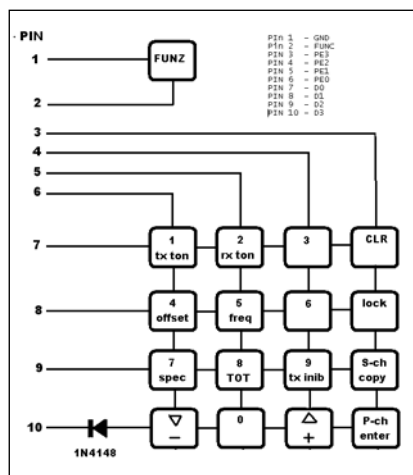 · PIN
1
FUNZ
2
PIn 1 - GND
Pin 2 - FUNC
PIN 3 - PE3
PIN 4 - PE2
PIN 5 - PE1
PIN 6 - PE0
PIN 7 - D0
PIN 8 - D1
PIN 9 - D2
PIN 10 - D3
3
4
5
6
7
1
tx ton
2
rx ton
3
CLR
8
4
offset
5
freq
6
lock
9
7
spec
8
TOT
9
tx inib
S-ch
copy
10
1N4148
-
0
+
P-ch
enter